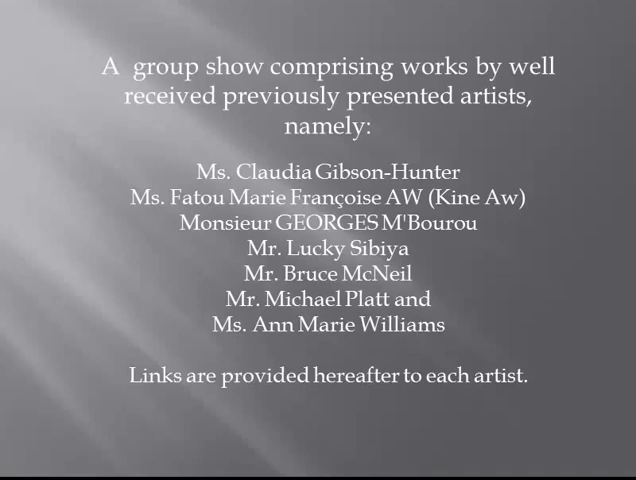 A group show comprising works by well
received previously presented artists,
namely:
Ms. Claudia Gibson-Hunter
Ms. Fatou Marie Françoise AW (Kine Aw)
Monsieur GEORGES M'Bourou
Mr. Lucky Sibiya
Mr. Bruce McNeil
Mr. Michael Platt and
Ms. Ann Marie Williams
Links are provided hereafter to each artist.